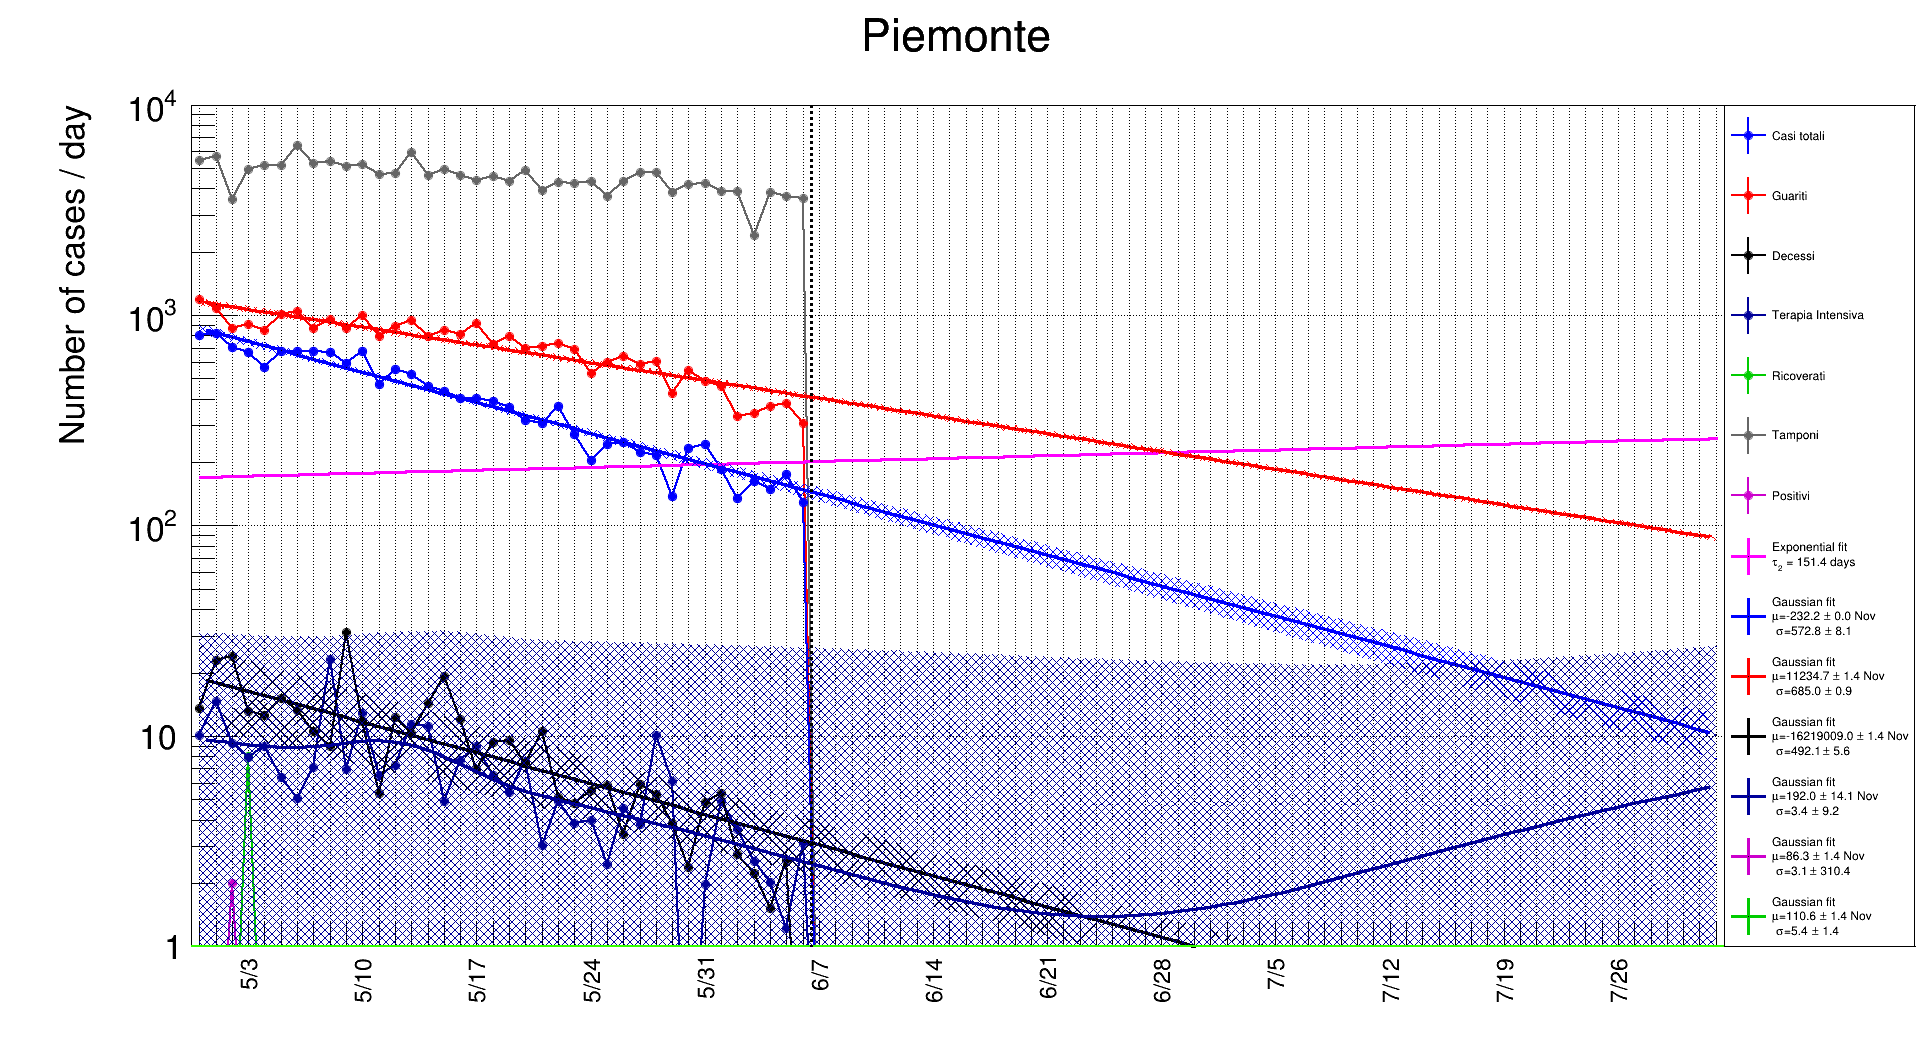 Piemonte
Number of cases / day
10^4
10^3
10^2
10
1
5/3
5/10
5/17
5/24
5/31
6/7
6/14
6/21
6/28
7/5
7/12
7/19
7/26
Casi totali
Guariti
Decessi
Terapia Intensiva
Ricoverati
Tamponi
Positivi
Exponential fit
τ_2 = 151.4 days
Gaussian fit
μ=-232.2 ± 0.0 Nov
σ=572.8 ± 8.1
Gaussian fit
μ=11234.7 ± 1.4 Nov
σ=685.0 ± 0.9
Gaussian fit
μ=-16219009.0 ± 1.4 Nov
σ=492.1 ± 5.6
Gaussian fit
μ=192.0 ± 14.1 Nov
σ=3.4 ± 9.2
Gaussian fit
μ=86.3 ± 1.4 Nov
σ=3.1 ± 310.4
Gaussian fit
μ=110.6 ± 1.4 Nov
σ=5.4 ± 1.4